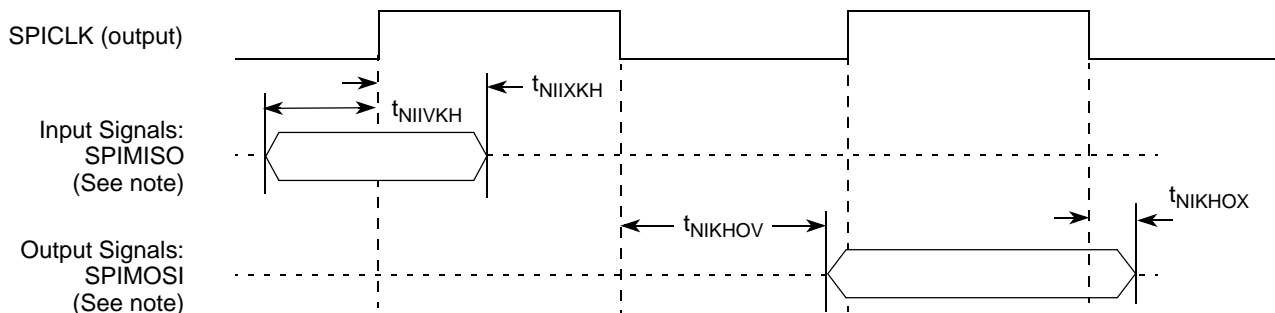 SPICLK (output)
tNIIXKH
tNIIVKH
Input Signals:
SPIMISO
(See note)
tNIKHOX
tNIKHOV
Output Signals:
SPIMOSI
(See note)